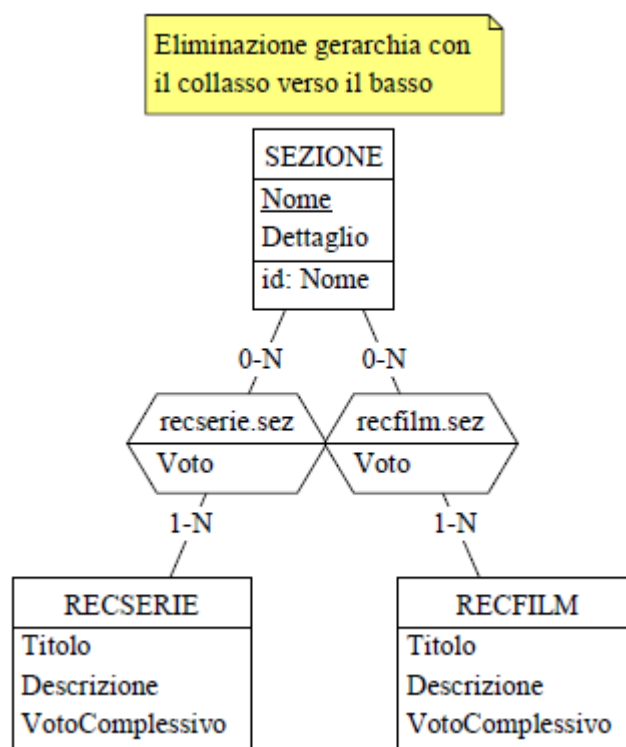 Eliminazione gerarchia con
il collasso verso il basso
SEZIONE
Nome
Dettaglio
id: Nome
0-N
0-N
recserie.sez
Voto
recfilm.sez
Voto
1-N
1-N
RECSERIE
Titolo
Descrizione
VotoComplessivo
RECFILM
Titolo
Descrizione
VotoComplessivo